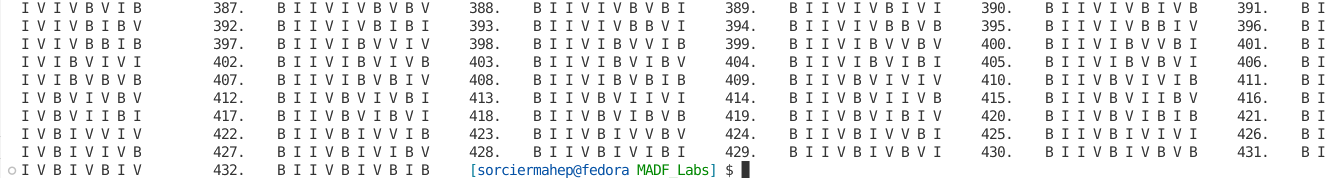 I V I V B V I B 387. B I I V I V B V B V 388. B I I V I V B V B I 389. B I I V I V B I V I 390. B I I V I V B I V B 391. B I
I V I V B I B V 392. B I I V I V B B V I 393. B I I V I V B B V I 394. B I I V I B V V B V 395. B I I V I B V V B I 396. B I
I V I V B B I B 397. B I I V I B V V I V 398. B I I V I B V V I B 399. B I I V I B V V B V 400. B I I V I B V V B I 401. B I
I V I B V I V I 402. B I I V I B V I V B 403. B I I V I B V I B V 404. B I I V I B V I B I 405. B I I V I B V B V I 406. B I
I V I B V B V B 407. B I I V I B V B I V 408. B I I V I B V B I B 409. B I I V B V I V I V 410. B I I V B V I V I B 411. B I
I V B V I V B V 412. B I I V B V I V B I 413. B I I V B V I I V I 414. B I I V B V I I V B 415. B I I V B V I I B V 416. B I
I V B V I I B I 417. B I I V B V I B V I 418. B I I V B V I B V B 419. B I I V B V I B I V 420. B I I V B V I B I B 421. B I
I V B I V V I V 422. B I I V B I V V I B 423. B I I V B I V V B V 424. B I I V B I V V B I 425. B I I V B I V I V I 426. B I
I V B I V I V B 427. B I I V B I V I B V 428. B I I V B I V I B I 429. B I I V B I V B V I 430. B I I V B I V B V B 431. B I
I V B I V B I V 432. B I I V B I V B I B [sorciermahep@fedora MADF_Labs] $